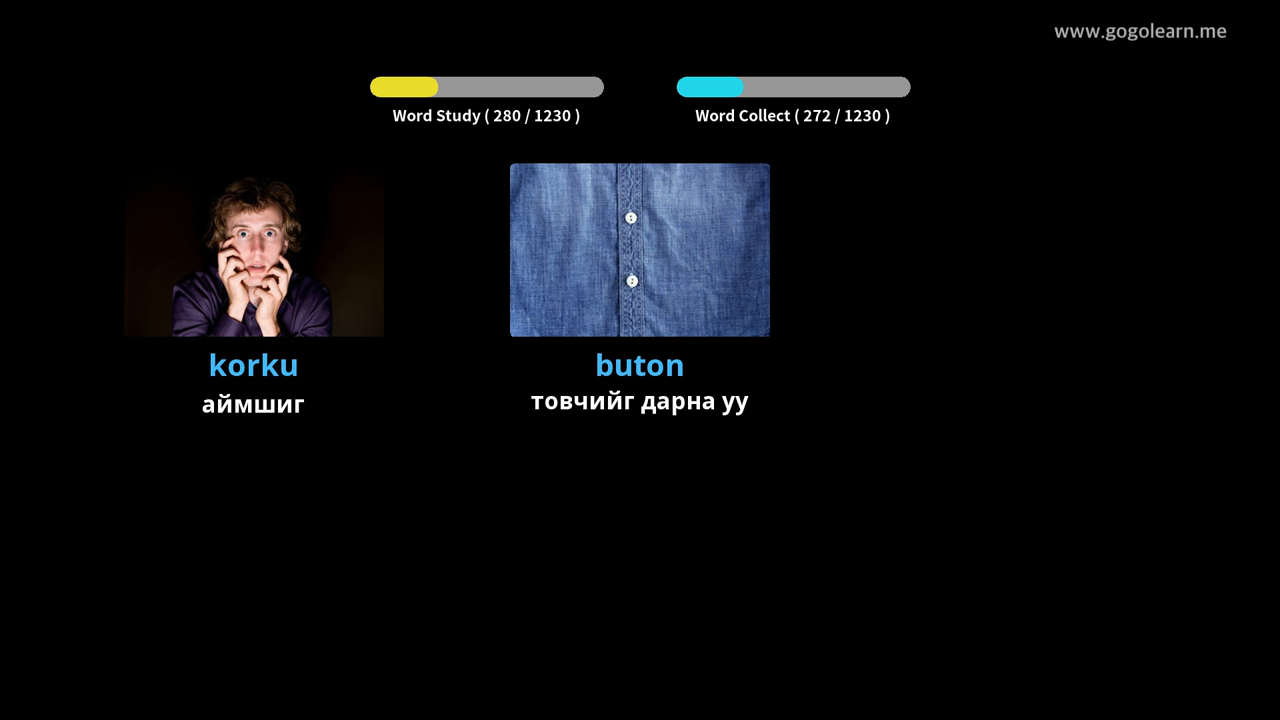 www.gogolearn.me
Word Study ( 280 / 1230 )
Word Collect ( 272 / 1230 )
korku
аймшиг
buton
товчийг дарна уу